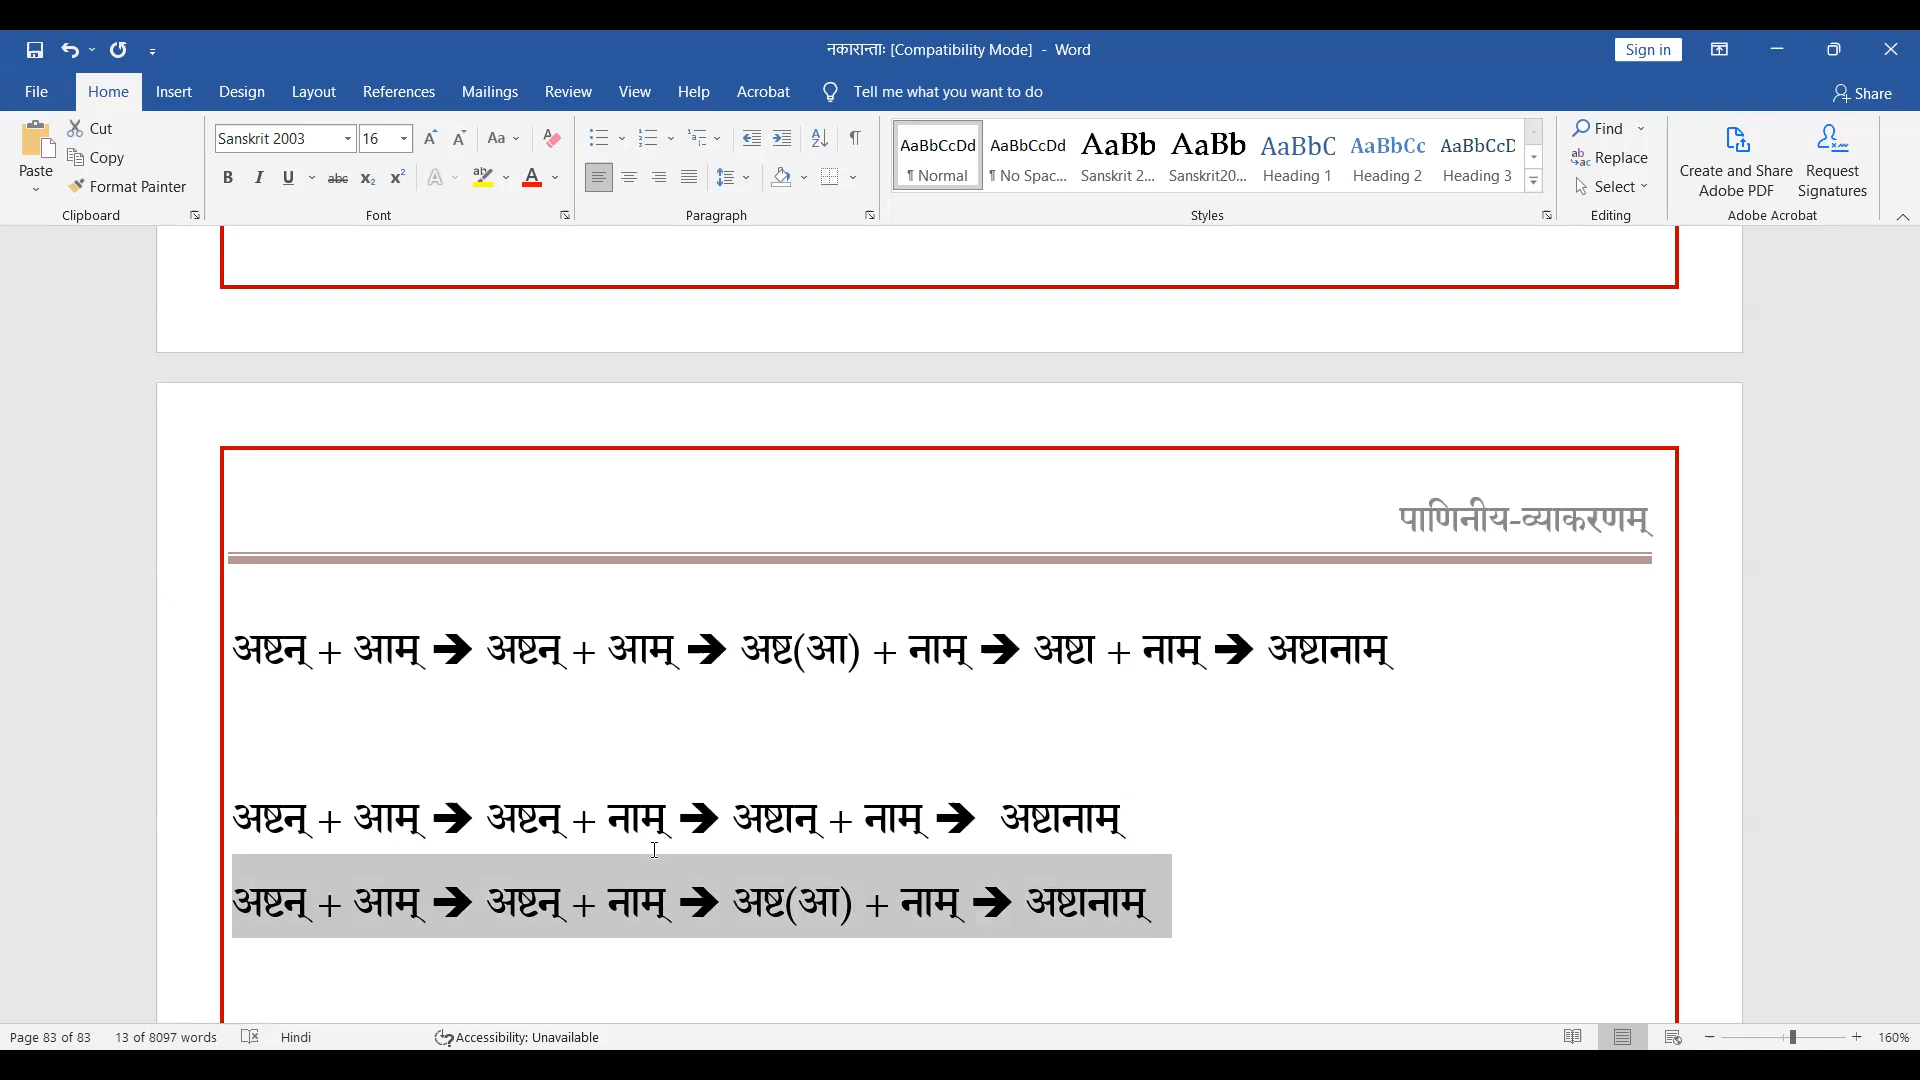 नकारान्ताः [Compatibility Mode] - Word
Sign in
File Home Insert Design Layout References Mailings Review View Help Acrobat Tell me what you want to do Share
Paste Cut Copy Format Painter Clipboard
Sanskrit 2003 16 Aa Font
B I U abc x₂ x² A A
Paragraph
AaBbCcDd AaBbCcDd AaBb AaBb AaBbC AaBbCc AaBbCcD
¶ Normal ¶ No Spac... Sanskrit 2... Sanskrit20... Heading 1 Heading 2 Heading 3
Styles
Find Replace Select Editing
Create and Share Adobe PDF Request Signatures
Adobe Acrobat
पाणिनीय-व्याकरणम्
अष्टन् + आम् 🡺 अष्टन् + आम् 🡺 अष्ट(आ) + नाम् 🡺 अष्टा + नाम् 🡺 अष्टानाम्
अष्टन् + आम् 🡺 अष्टन् + नाम् 🡺 अष्टान् + नाम् 🡺 अष्टानाम्
अष्टन् + आम् 🡺 अष्टन् + नाम् 🡺 अष्ट(आ) + नाम् 🡺 अष्टानाम्
Page 83 of 83 13 of 8097 words Hindi Accessibility: Unavailable 160%